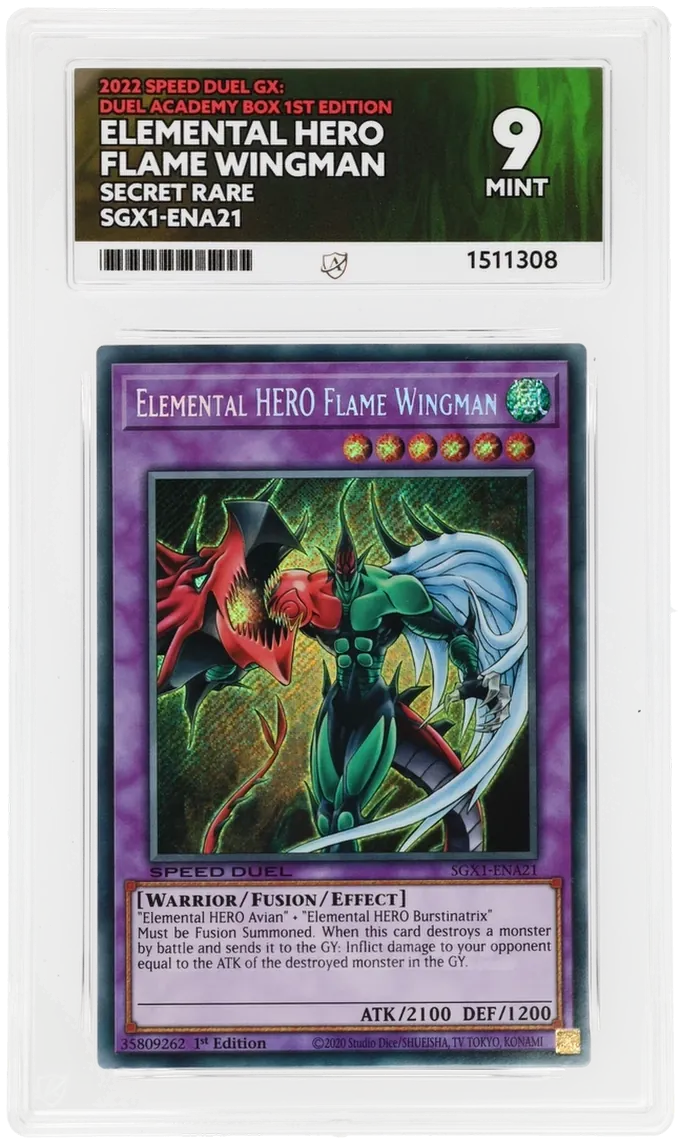 2022 SPEED DUEL GX:
DUEL ACADEMY BOX 1ST EDITION
ELEMENTAL HERO
FLAME WINGMAN
SECRET RARE
SGX1-ENA21
9
MINT
1511308
ELEMENTAL HERO FLAME WINGMAN
SPEED DUEL
SGX1-ENA21
[WARRIOR/FUSION/EFFECT]
"Elemental HERO Avian" + "Elemental HERO Burstinatrix"
Must be Fusion Summoned. When this card destroys a monster
by battle and sends it to the GY: Inflict damage to your opponent
equal to the ATK of the destroyed monster in the GY.
ATK/2100 DEF/1200
35809262 1st Edition
©2020 Studio Dice/SHUEISHA, TV TOKYO, KONAMI